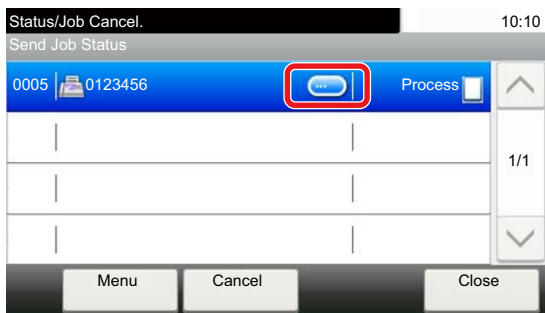 Status/Job Cancel. 10:10
Send Job Status
0005 0123456 ... Process
1/1
Menu Cancel Close